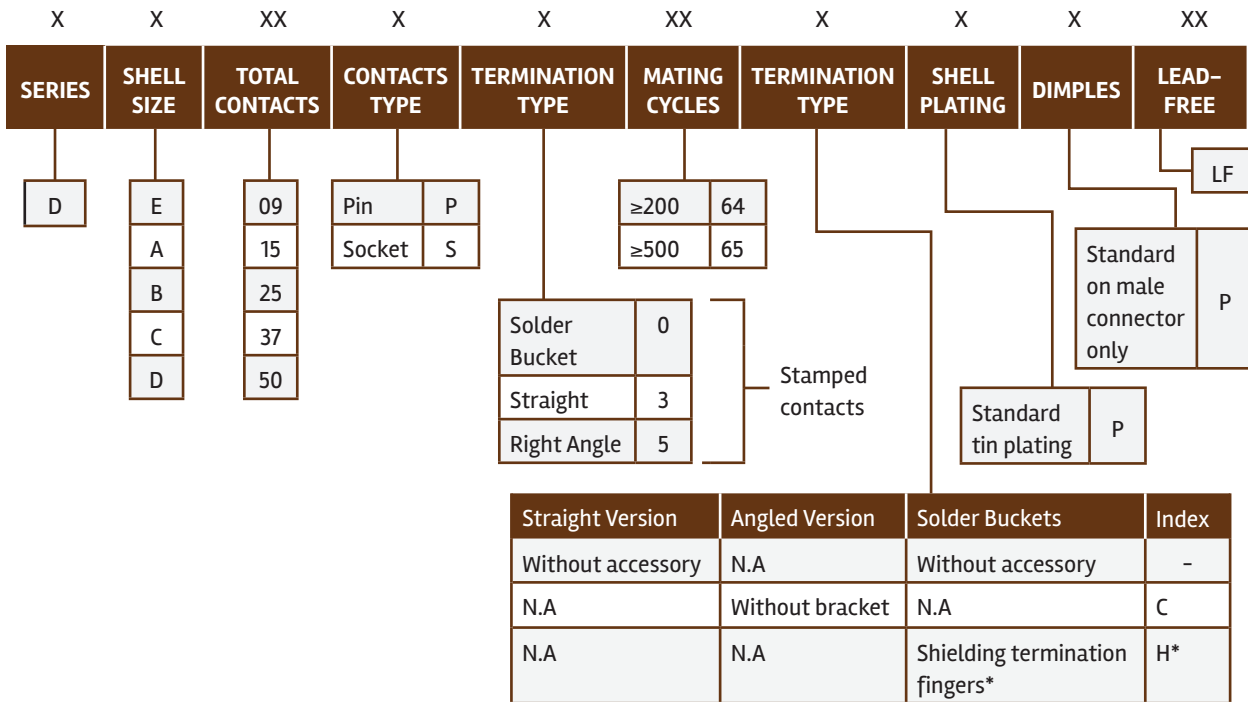 X X XX X X XX X X X XX
SERIES
SHELL
SIZE
TOTAL
CONTACTS
CONTACTS
TYPE
TERMINATION
TYPE
MATING
CYCLES
TERMINATION
TYPE
SHELL
PLATING
DIMPLES
LEAD–
FREE
D
E
A
B
C
D
09
15
25
37
50
Pin P
Socket S
Solder
Bucket
0
Straight 3
Right Angle 5
Stamped
contacts
≥200 64
≥500 65
LF
Standard
on male
connector
only
P
Standard
tin plating
P
Straight Version Angled Version Solder Buckets Index
Without accessory N.A Without accessory -
N.A Without bracket N.A C
N.A N.A Shielding termination H*
fingers*